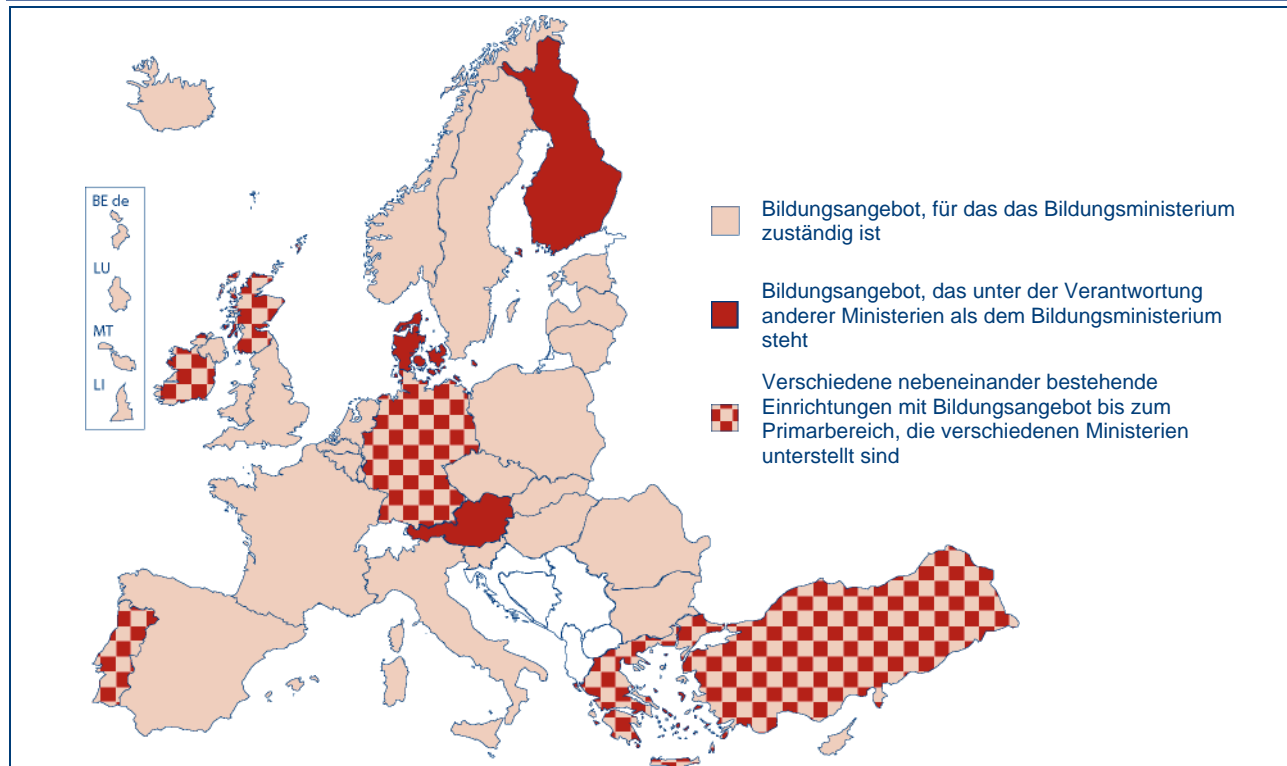 BE de
LU
MT
LI
Bildungsangebot, für das das Bildungsministerium
zuständig ist
Bildungsangebot, das unter der Verantwortung
anderer Ministerien als dem Bildungsministerium
steht
Verschiedene nebeneinander bestehende
Einrichtungen mit Bildungsangebot bis zum
Primarbereich, die verschiedenen Ministerien
unterstellt sind